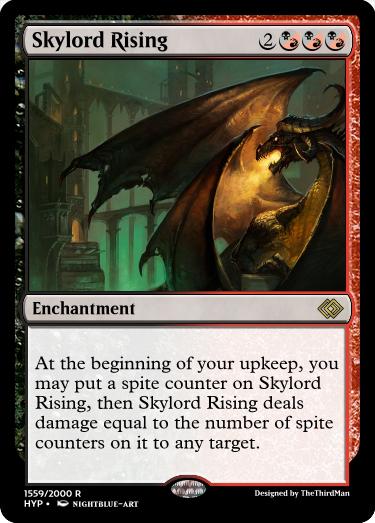 Skylord Rising 2
Enchantment
At the beginning of your upkeep, you
may put a spite counter on Skylord
Rising, then Skylord Rising deals
damage equal to the number of spite
counters on it to any target.
1559/2000 R
HYP • NIGHTBLUE-ART
Designed by TheThirdMan